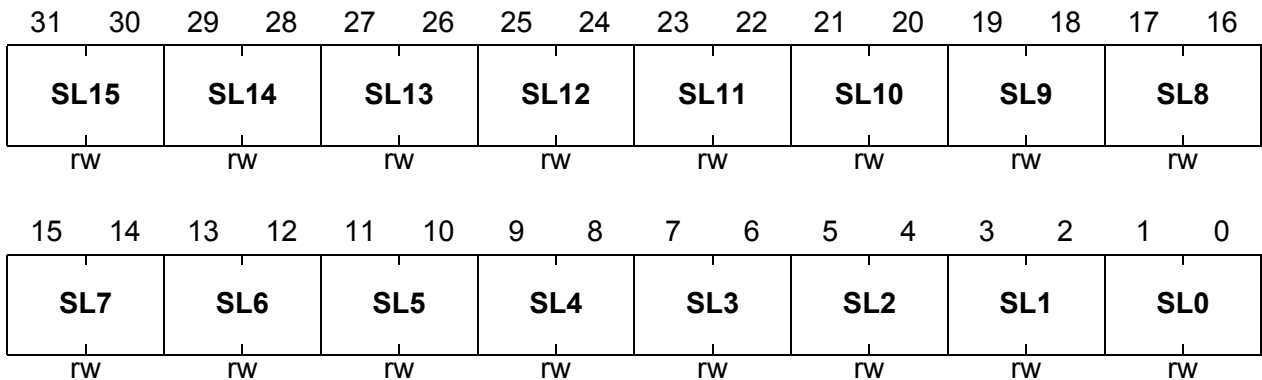 31 30 29 28 27 26 25 24 23 22 21 20 19 18 17 16
SL15 SL14 SL13 SL12 SL11 SL10 SL9 SL8
rw rw rw rw rw rw rw rw
15 14 13 12 11 10 9 8 7 6 5 4 3 2 1 0
SL7 SL6 SL5 SL4 SL3 SL2 SL1 SL0
rw rw rw rw rw rw rw rw